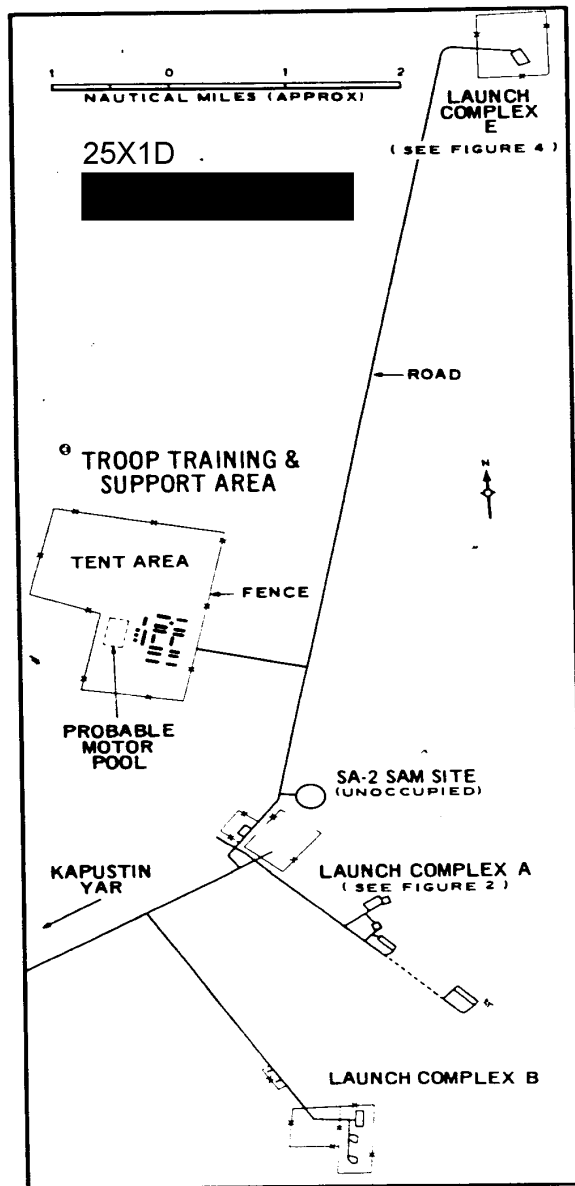 1 0 1 2
NAUTICAL MILES (APPROX)
LAUNCH
COMPLEX
E
( SEE FIGURE 4 )
25X1D
ROAD
N
TROOP TRAINING &
SUPPORT AREA
TENT AREA
FENCE
PROBABLE
MOTOR
POOL
SA-2 SAM SITE
(UNOCCUPIED)
KAPUSTIN
YAR
LAUNCH COMPLEX A
( SEE FIGURE 2 )
LAUNCH COMPLEX B